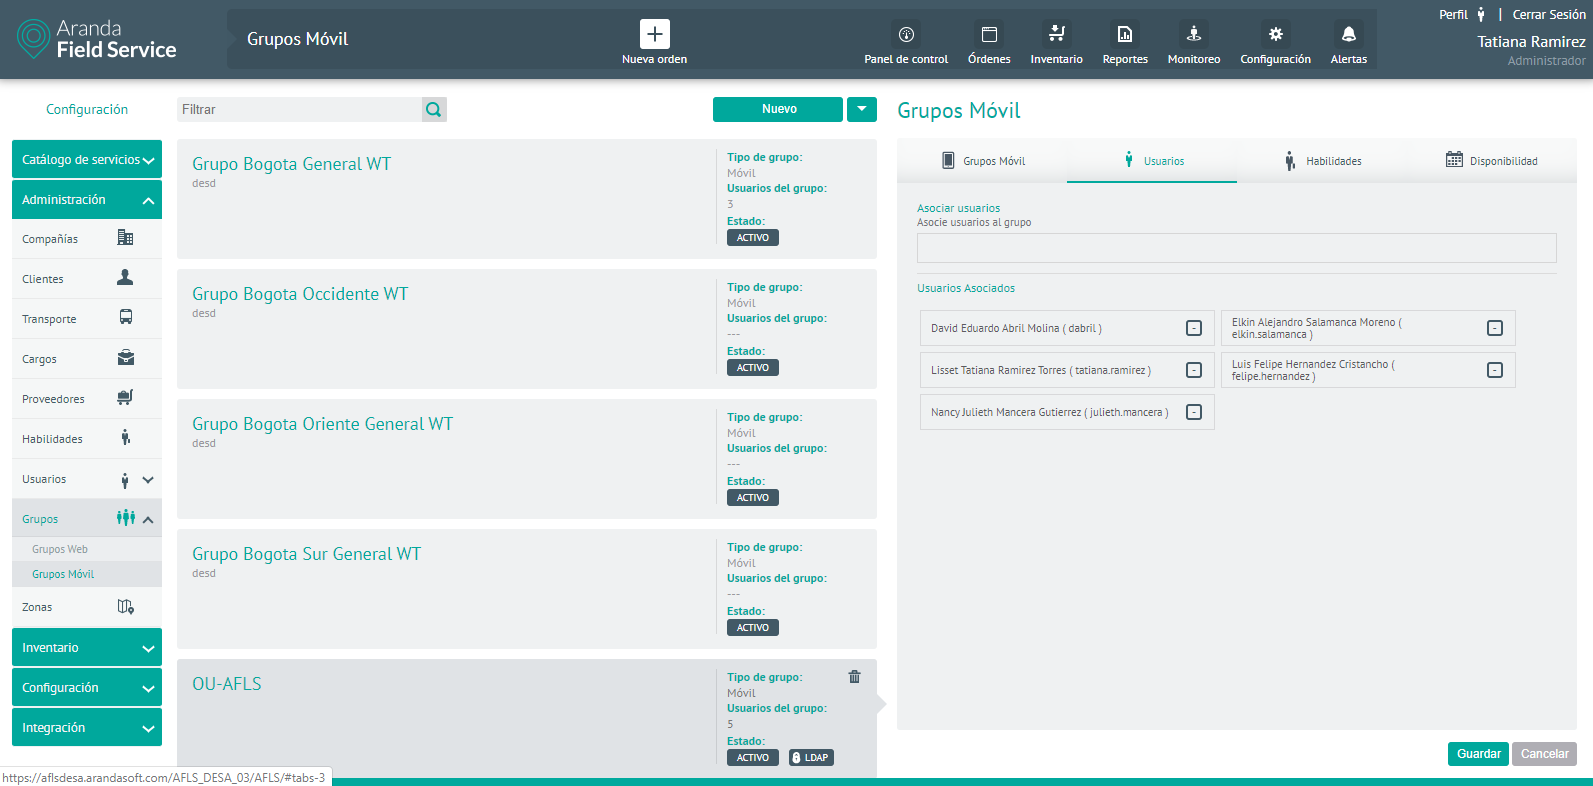 Aranda
Field Service
Grupos Móvil
Nueva orden
Panel de control
Órdenes
Inventario
Reportes
Monitoreo
Configuración
Alertas
Perfil | Cerrar Sesión
Tatiana Ramirez
Administrador
Configuración
Catálogo de servicios
Administración
Compañías
Clientes
Transporte
Cargos
Proveedores
Habilidades
Usuarios
Grupos
Grupos Web
Grupos Móvil
Zonas
Inventario
Configuración
Integración
Filtrar
Nuevo
Grupo Bogota General WT
desd
Tipo de grupo:
Móvil
Usuarios del grupo:
3
Estado:
ACTIVO
Grupo Bogota Occidente WT
desd
Tipo de grupo:
Móvil
Usuarios del grupo:
---
Estado:
ACTIVO
Grupo Bogota Oriente General WT
desd
Tipo de grupo:
Móvil
Usuarios del grupo:
---
Estado:
ACTIVO
Grupo Bogota Sur General WT
desd
Tipo de grupo:
Móvil
Usuarios del grupo:
---
Estado:
ACTIVO
OU-AFLS
Tipo de grupo:
Móvil
Usuarios del grupo:
5
Estado:
ACTIVO LDAP
Grupos Móvil
Grupos Móvil
Usuarios
Habilidades
Disponibilidad
Asociar usuarios
Asocie usuarios al grupo
Usuarios Asociados
David Eduardo Abril Molina ( dabril )
Elkin Alejandro Salamanca Moreno (
elkin.salamanca )
Lisset Tatiana Ramirez Torres ( tatiana.ramirez )
Luis Felipe Hernandez Cristancho (
felipe.hernandez )
Nancy Julieth Mancera Gutierrez ( julieth.mancera )
Guardar
Cancelar
https://aflsdesa.arandasoft.com/AFLS_DESA_03/AFLS/#tabs-3